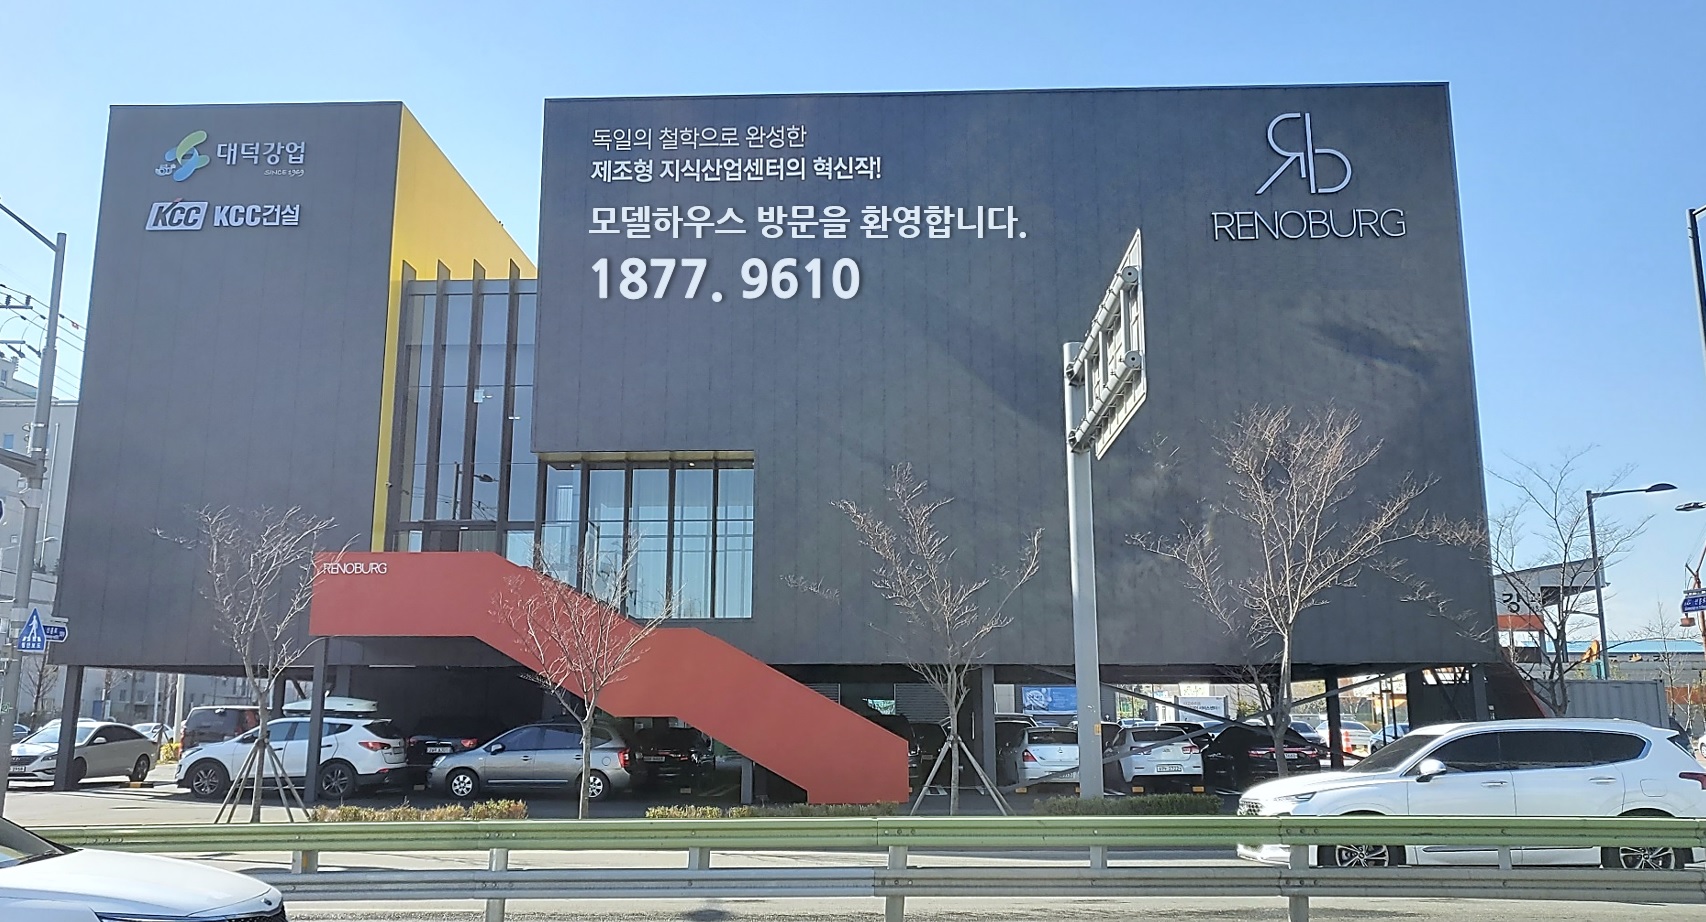 대덕강업
SINCE 1969
KCC KCC건설
독일의 철학으로 완성한
제조형 지식산업센터의 혁신작!
모델하우스 방문을 환영합니다.
1877. 9610
Rb
RENOBURG
RENOBURG